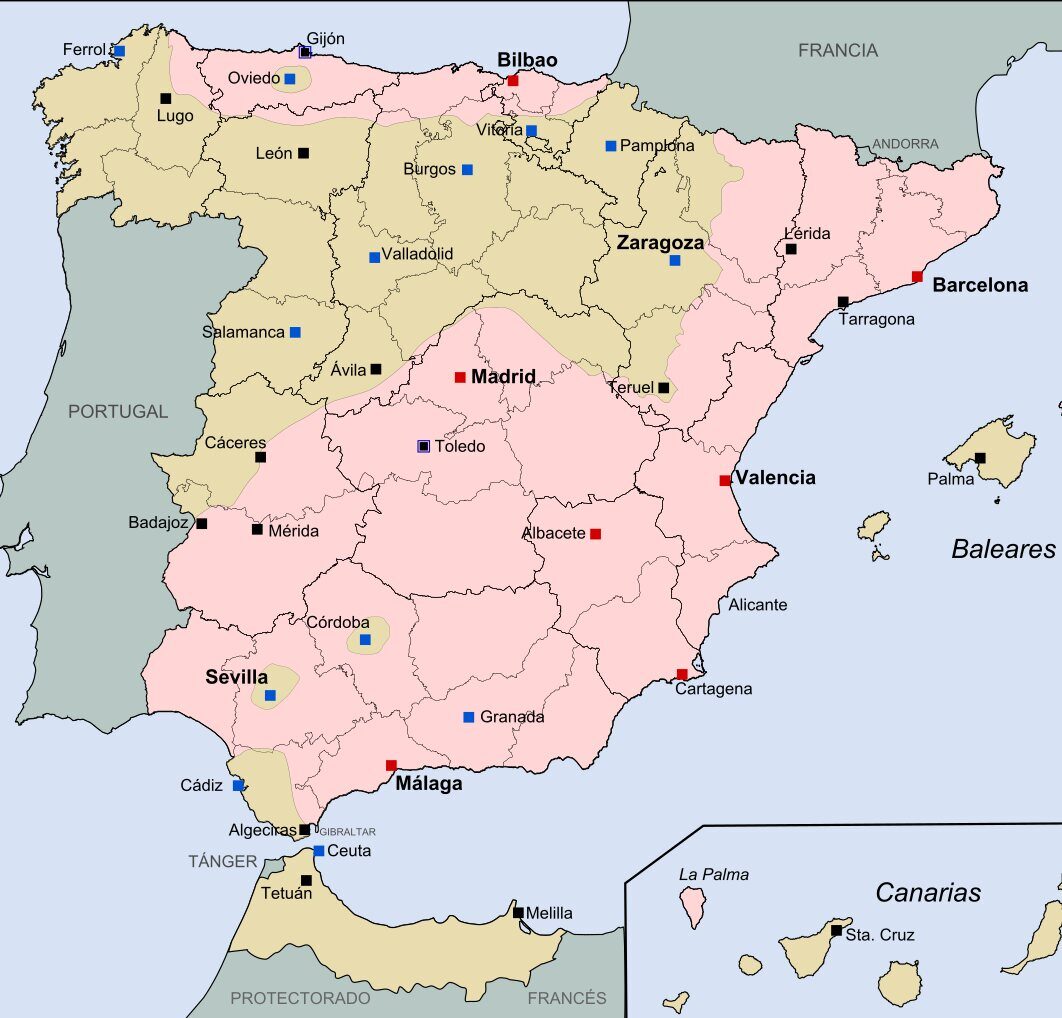 Ferrol
Gijón
Bilbao
FRANCIA
Oviedo
Lugo
León
Vitoria
Burgos
Pamplona
ANDORRA
Valladolid
Zaragoza
Lérida
Barcelona
Tarragona
Salamanca
Ávila
Madrid
Teruel
PORTUGAL
Cáceres
Toledo
Valencia
Palma
Badajoz
Mérida
Albacete
Baleares
Alicante
Córdoba
Sevilla
Cartagena
Granada
Cádiz
Málaga
Algeciras
GIBRALTAR
TÁNGER
Ceuta
Tetuán
Melilla
La Palma
Canarias
Sta. Cruz
PROTECTORADO
FRANCÉS